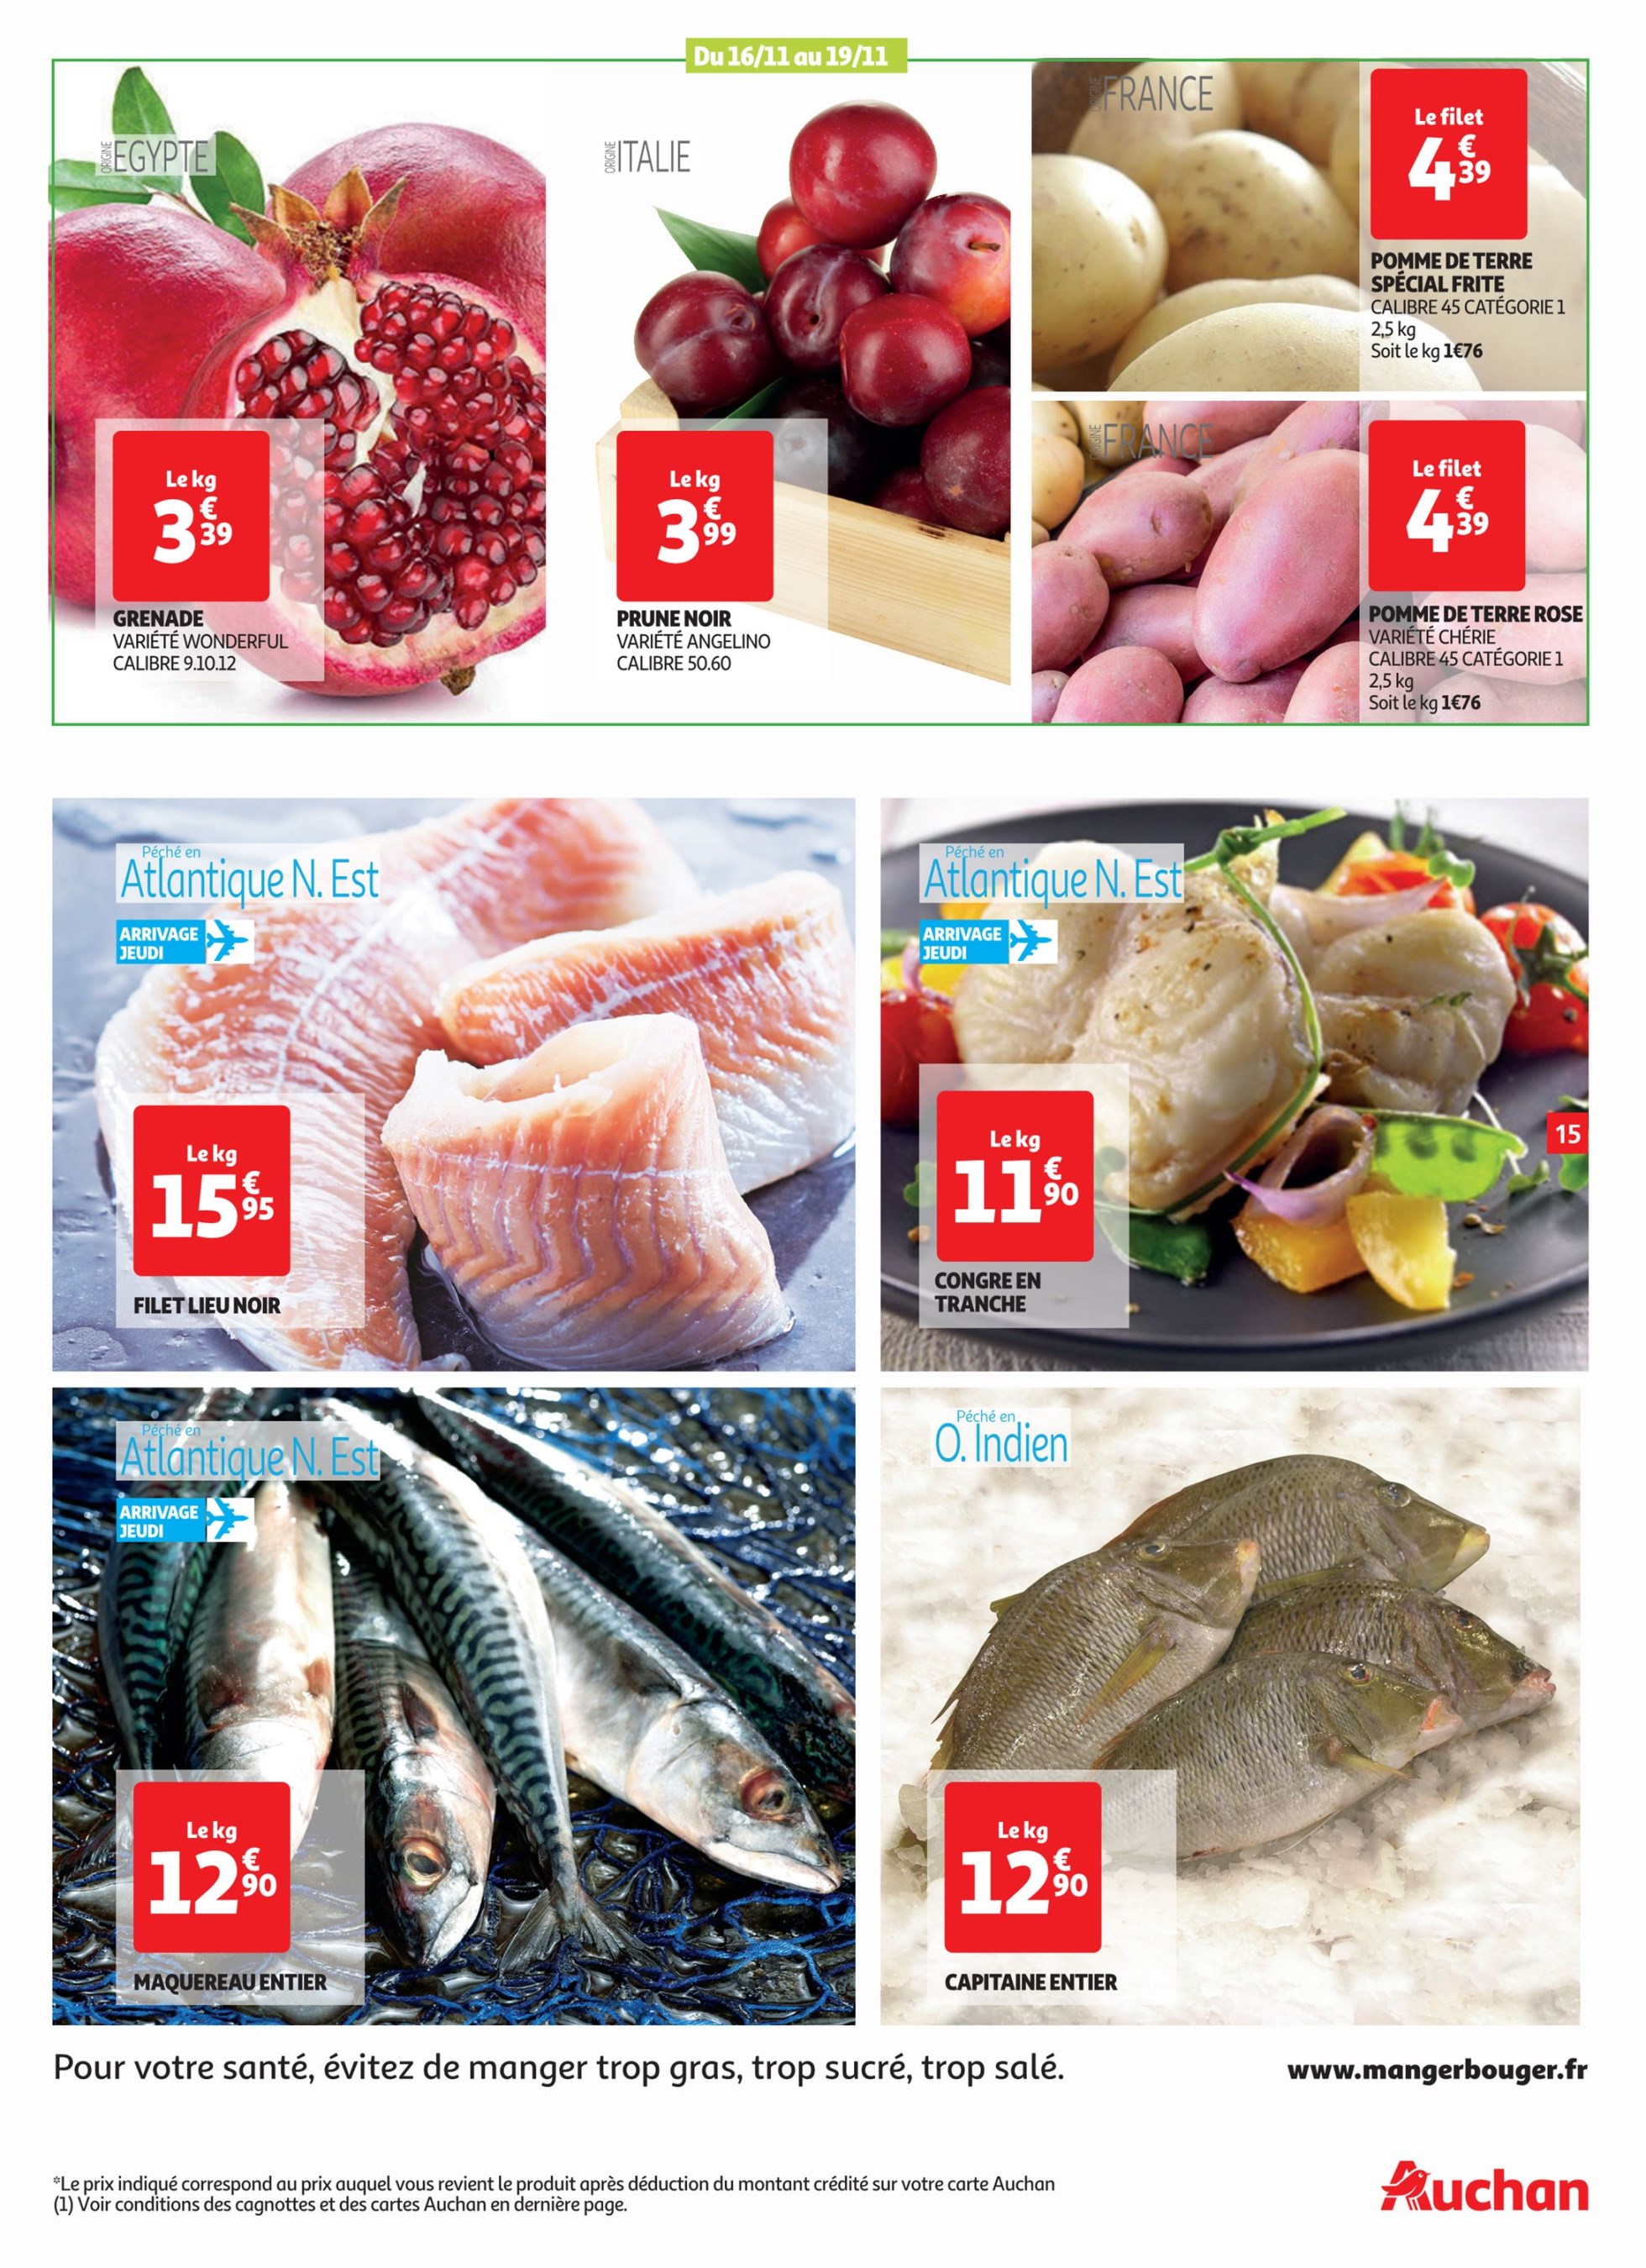 Du 16/11 au 19/11
ORIGINE EGYPTE
Le kg
3€39
GRENADE
VARIÉTÉ WONDERFUL
CALIBRE 9.10.12
ORIGINE ITALIE
Le kg
3€99
PRUNE NOIR
VARIÉTÉ ANGELINO
CALIBRE 50.60
ORIGINE FRANCE
Le filet
4€39
POMME DE TERRE
SPÉCIAL FRITE
CALIBRE 45 CATÉGORIE 1
2,5 kg
Soit le kg 1€76
ORIGINE FRANCE
Le filet
4€39
POMME DE TERRE ROSE
VARIÉTÉ CHÉRIE
CALIBRE 45 CATÉGORIE 1
2,5 kg
Soit le kg 1€76
Péché en
Atlantique N. Est
ARRIVAGE
JEUDI
Le kg
15€95
FILET LIEU NOIR
Péché en
Atlantique N. Est
ARRIVAGE
JEUDI
Le kg
11€90
CONGRE EN
TRANCHE
15
Péché en
Atlantique N. Est
ARRIVAGE
JEUDI
Le kg
12€90
MAQUEREAU ENTIER
Péché en
O. Indien
Le kg
12€90
CAPITAINE ENTIER
Pour votre santé, évitez de manger trop gras, trop sucré, trop salé.
www.mangerbouger.fr
*Le prix indiqué correspond au prix auquel vous revient le produit après déduction du montant crédité sur votre carte Auchan
(1) Voir conditions des cagnottes et des cartes Auchan en dernière page.
Auchan